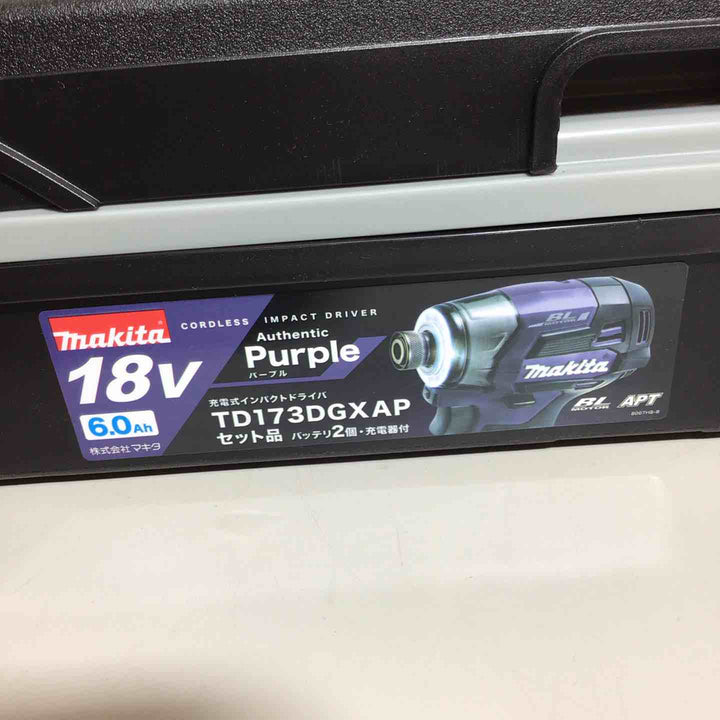 makita
CORDLESS IMPACT DRIVER
18V
Authentic
Purple
パープル
6.0Ah
充電式インパクトドライバ
TD173DGXAP
セット品 バッテリ2個・充電器付
株式会社マキタ
BL
MOTOR
makita
BL
MOTOR
APT